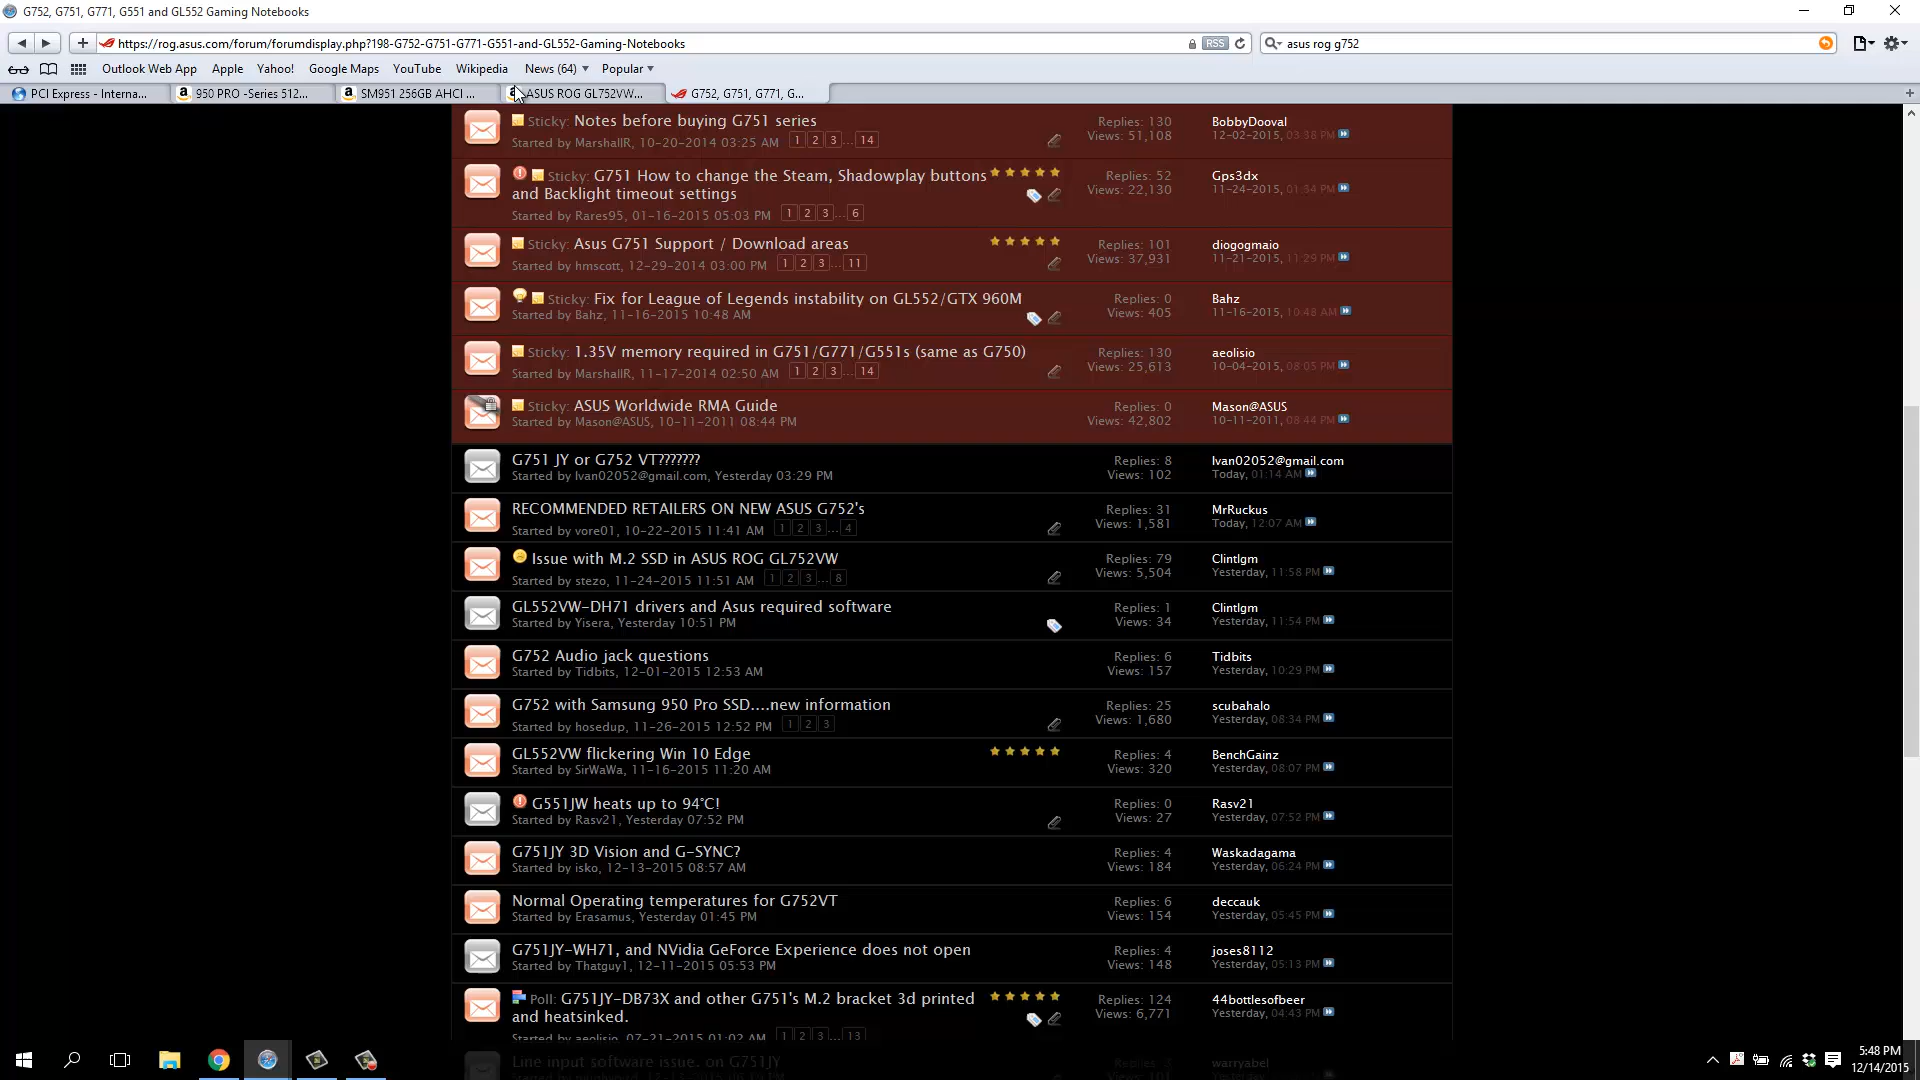 G752, G751, G771, G551 and GL552 Gaming Notebooks
https://rog.asus.com/forum/forumdisplay.php?198-G752-G751-G771-G551-and-GL552-Gaming-Notebooks
RSS
asus rog g752
Outlook Web App Apple Yahoo! Google Maps YouTube Wikipedia News (64) Popular
PCI Express - Interna...
950 PRO -Series 512...
SM951 256GB AHCI ...
ASUS ROG GL752VW...
G752, G751, G771, G...
Sticky: Notes before buying G751 series
Started by MarshallR, 10-20-2014 03:25 AM 1 2 3 ... 14
Replies: 130
Views: 51,108
BobbyDooval
12-02-2015, 03:38 PM
Sticky: G751 How to change the Steam, Shadowplay buttons
and Backlight timeout settings
Started by Rares95, 01-16-2015 05:03 PM 1 2 3 ... 6
Replies: 52
Views: 22,130
Gps3dx
11-24-2015, 01:54 PM
Sticky: Asus G751 Support / Download areas
Started by hmscott, 12-29-2014 03:00 PM 1 2 3 ... 11
Replies: 101
Views: 37,931
diogogmaio
11-21-2015, 11:29 PM
Sticky: Fix for League of Legends instability on GL552/GTX 960M
Started by Bahz, 11-16-2015 10:48 AM
Replies: 0
Views: 405
Bahz
11-16-2015, 10:48 AM
Sticky: 1.35V memory required in G751/G771/G551s (same as G750)
Started by MarshallR, 11-17-2014 02:50 AM 1 2 3 ... 14
Replies: 130
Views: 25,613
aeolisio
10-04-2015, 08:05 PM
Sticky: ASUS Worldwide RMA Guide
Started by Mason@ASUS, 10-11-2011 08:44 PM
Replies: 0
Views: 42,802
Mason@ASUS
10-11-2011, 08:44 PM
G751 JY or G752 VT???????
Started by Ivan02052@gmail.com, Yesterday 03:29 PM
Replies: 8
Views: 102
Ivan02052@gmail.com
Today, 01:14 AM
RECOMMENDED RETAILERS ON NEW ASUS G752's
Started by vore01, 10-22-2015 11:41 AM 1 2 3 ... 4
Replies: 31
Views: 1,581
MrRuckus
Today, 12:07 AM
Issue with M.2 SSD in ASUS ROG GL752VW
Started by stezo, 11-24-2015 11:51 AM 1 2 3 ... 8
Replies: 79
Views: 5,504
Clintlgm
Yesterday, 11:58 PM
GL552VW-DH71 drivers and Asus required software
Started by Yisera, Yesterday 10:51 PM
Replies: 1
Views: 34
Clintlgm
Yesterday, 11:54 PM
G752 Audio jack questions
Started by Tidbits, 12-01-2015 12:53 AM
Replies: 6
Views: 157
Tidbits
Yesterday, 10:29 PM
G752 with Samsung 950 Pro SSD....new information
Started by hosedup, 11-26-2015 12:52 PM 1 2 3
Replies: 25
Views: 1,680
scubahalo
Yesterday, 08:34 PM
GL552VW flickering Win 10 Edge
Started by SirWaWa, 11-16-2015 11:20 AM
Replies: 4
Views: 320
BenchGainz
Yesterday, 08:07 PM
G551JW heats up to 94°C!
Started by Rasv21, Yesterday 07:52 PM
Replies: 0
Views: 27
Rasv21
Yesterday, 07:52 PM
G751JY 3D Vision and G-SYNC?
Started by isko, 12-13-2015 08:57 AM
Replies: 4
Views: 184
Waskadagama
Yesterday, 06:24 PM
Normal Operating temperatures for G752VT
Started by Erasamus, Yesterday 01:45 PM
Replies: 6
Views: 154
deccauk
Yesterday, 05:45 PM
G751JY-WH71, and NVidia GeForce Experience does not open
Started by Thatguy1, 12-11-2015 05:53 PM
Replies: 4
Views: 148
joses8112
Yesterday, 05:13 PM
Poll: G751JY-DB73X and other G751's M.2 bracket 3d printed
and heatsinked.
Started by aeolisio, 07-21-2015 01:02 AM 1 2 3 ... 13
Replies: 124
Views: 6,771
44bottlesofbeer
Yesterday, 04:43 PM
Line input software issue. on G751JY
Replies: 2
warryabel
5:48 PM
12/14/2015